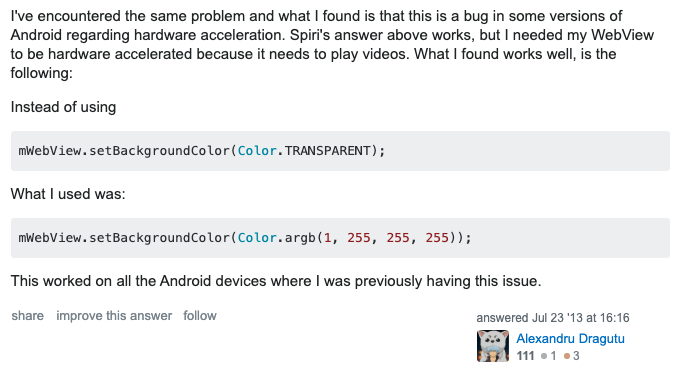 I've encountered the same problem and what I found is that this is a bug in some versions of
Android regarding hardware acceleration. Spiri's answer above works, but I needed my WebView
to be hardware accelerated because it needs to play videos. What I found works well, is the
following:
Instead of using
mWebView.setBackgroundColor(Color.TRANSPARENT);
What I used was:
mWebView.setBackgroundColor(Color.argb(1, 255, 255, 255));
This worked on all the Android devices where I was previously having this issue.
share improve this answer follow
answered Jul 23 '13 at 16:16
Alexandru Dragutu
111 ●1 ●3